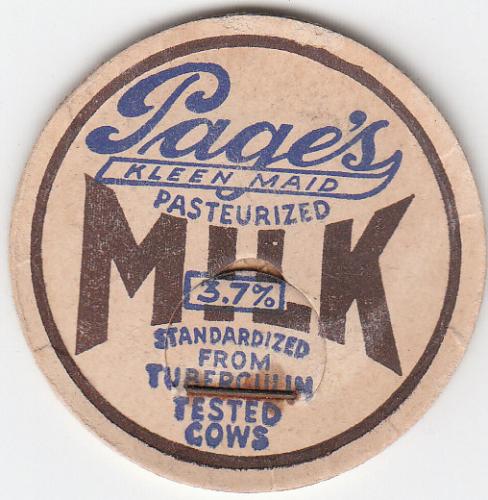 Page's
KLEEN MAID
PASTEURIZED
MILK
3.7%
STANDARDIZED
FROM
TUBERCULIN
TESTED
COWS